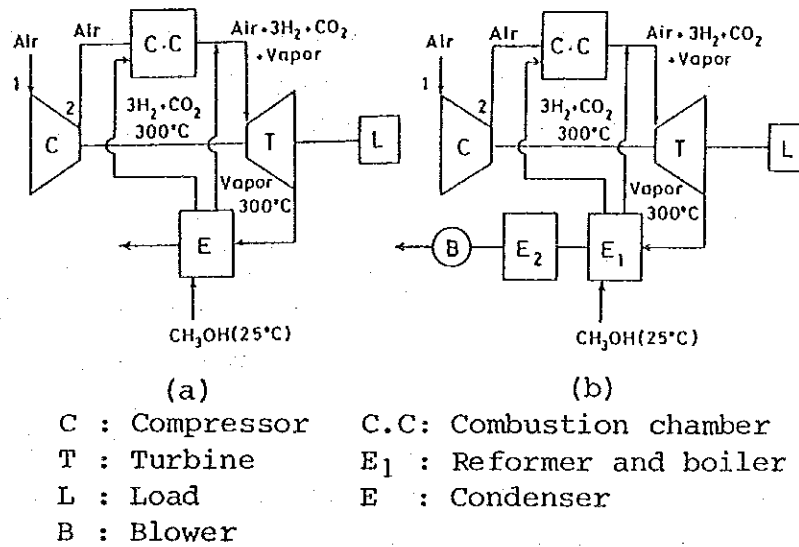 Air
Air
C.C
Air+3H₂+CO₂
+Vapor
1
2
3H₂+CO₂
300°C
C
T
L
Vapor
300°C
E
CH₃OH(25°C)
(a)
Air
Air
C.C
Air+3H₂+CO₂
+Vapor
1
2
3H₂+CO₂
300°C
C
T
L
Vapor
300°C
B
E₂
E₁
CH₃OH(25°C)
(b)
C : Compressor C.C: Combustion chamber
T : Turbine E₁ : Reformer and boiler
L : Load E : Condenser
B : Blower